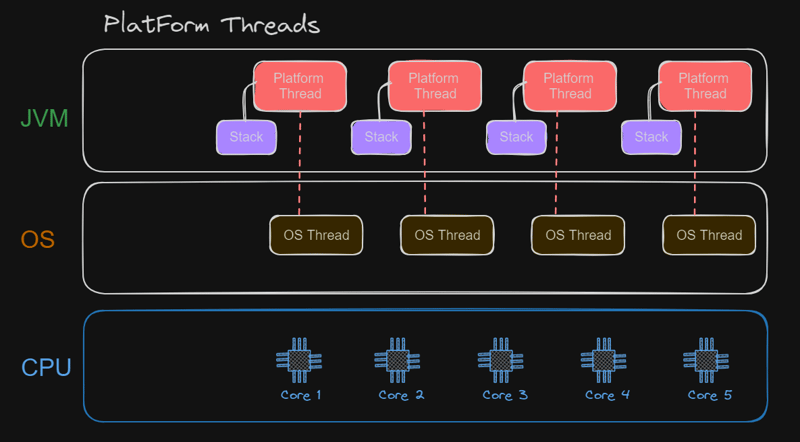 PlatForm Threads
JVM
Platform
Thread
Platform
Thread
Platform
Thread
Platform
Thread
Stack
Stack
Stack
Stack
OS
OS Thread
OS Thread
OS Thread
OS Thread
CPU
Core 1
Core 2
Core 3
Core 4
Core 5